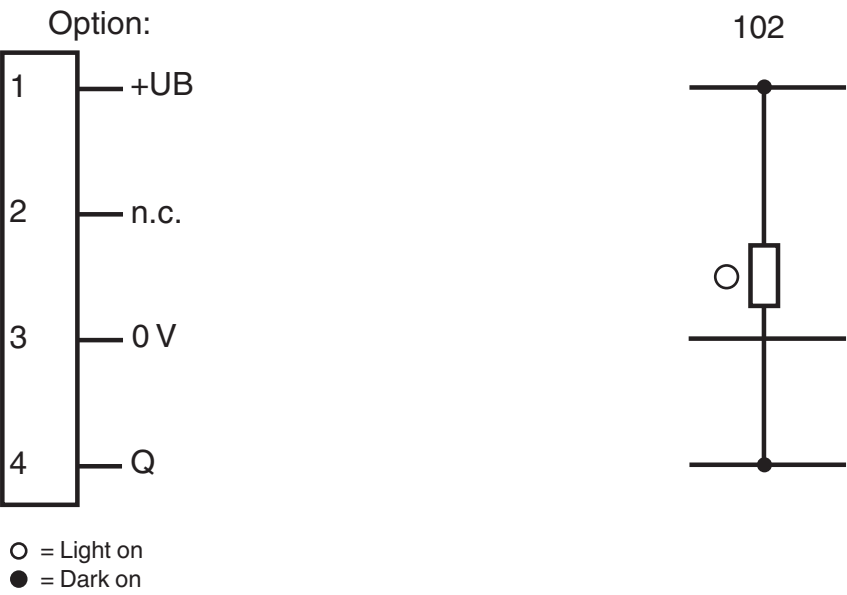 Option:
102
1 +UB
2 n.c.
3 0 V
4 Q
= Light on
= Dark on